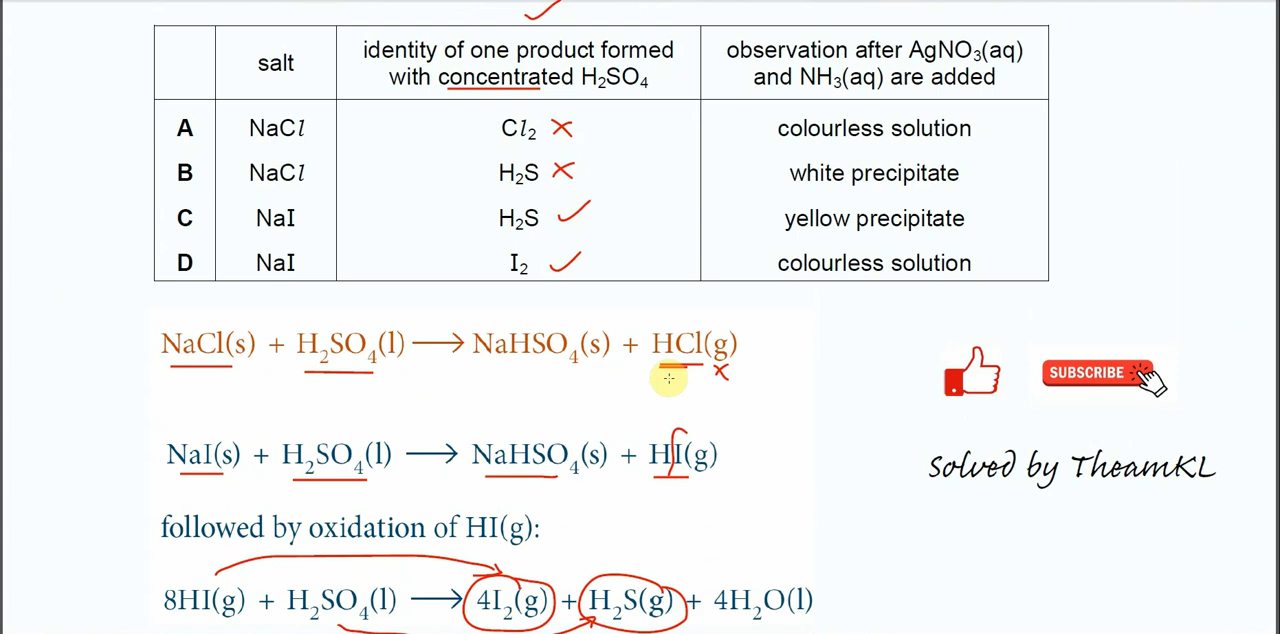 salt identity of one product formed with concentrated H₂SO₄ observation after AgNO₃(aq) and NH₃(aq) are added
A NaCl Cl₂ ✗ colourless solution
B NaCl H₂S ✗ white precipitate
C NaI H₂S ✓ yellow precipitate
D NaI I₂ ✓ colourless solution
NaCl(s) + H₂SO₄(l) ⟶ NaHSO₄(s) + HCl(g)
x
NaI(s) + H₂SO₄(l) ⟶ NaHSO₄(s) + HI(g)
followed by oxidation of HI(g):
8HI(g) + H₂SO₄(l) ⟶ 4I₂(g) + H₂S(g) + 4H₂O(l)
SUBSCRIBE
Solved by TheamKL